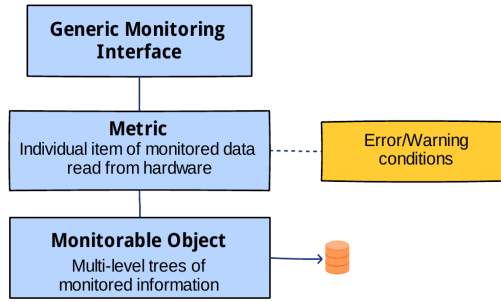 Generic Monitoring
Interface
Metric
Individual item of monitored data
read from hardware
Error/Warning
conditions
Monitorable Object
Multi-level trees of
monitored information